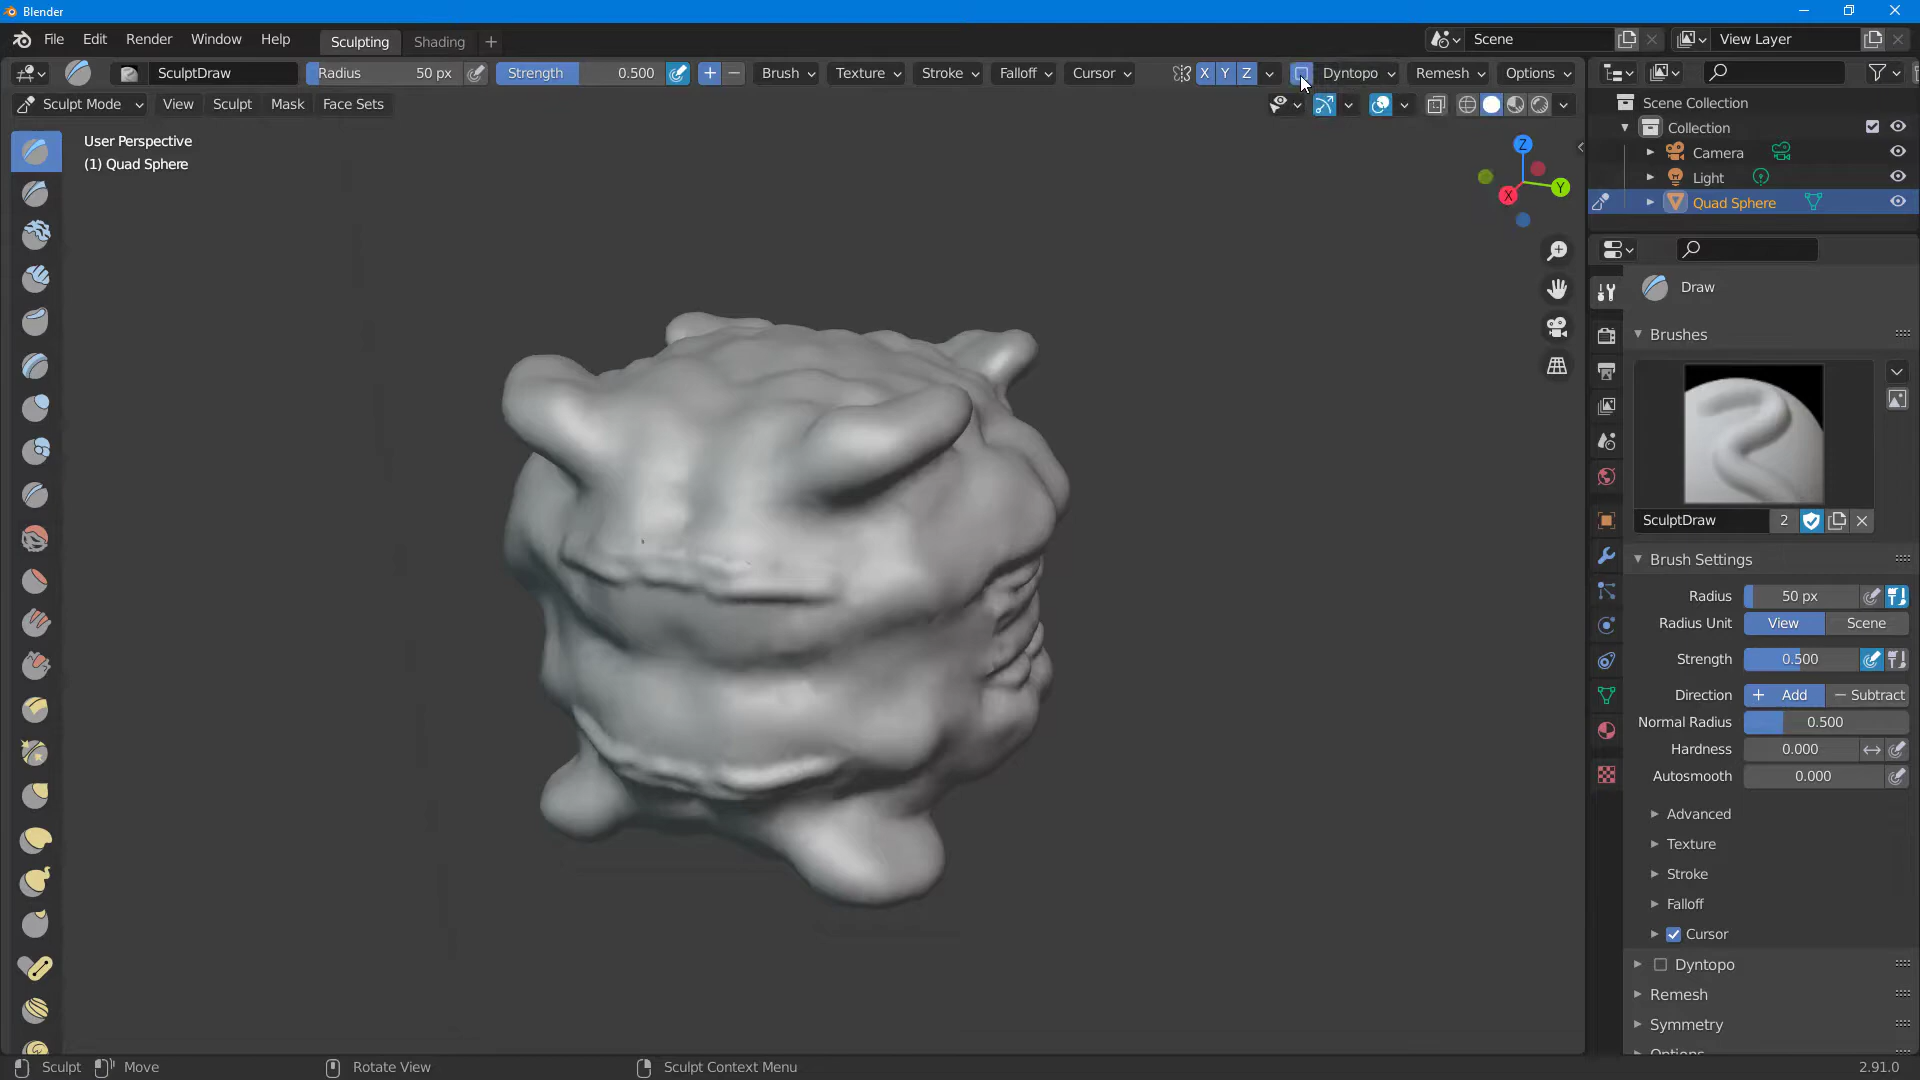 Blender
File Edit Render Window Help Sculpting Shading + Scene View Layer
SculptDraw Radius 50 px Strength 0.500 Brush Texture Stroke Falloff Cursor X Y Z Dyntopo Remesh Options
Sculpt Mode View Sculpt Mask Face Sets
User Perspective
(1) Quad Sphere
Z
Y
X
Scene Collection
Collection
Camera
Light
Quad Sphere
Draw
Brushes
SculptDraw 2
Brush Settings
Radius 50 px
Radius Unit View Scene
Strength 0.500
Direction + Add − Subtract
Normal Radius 0.500
Hardness 0.000
Autosmooth 0.000
Advanced
Texture
Stroke
Falloff
Cursor
Dyntopo
Remesh
Symmetry
Options
Sculpt Move Rotate View Sculpt Context Menu 2.91.0